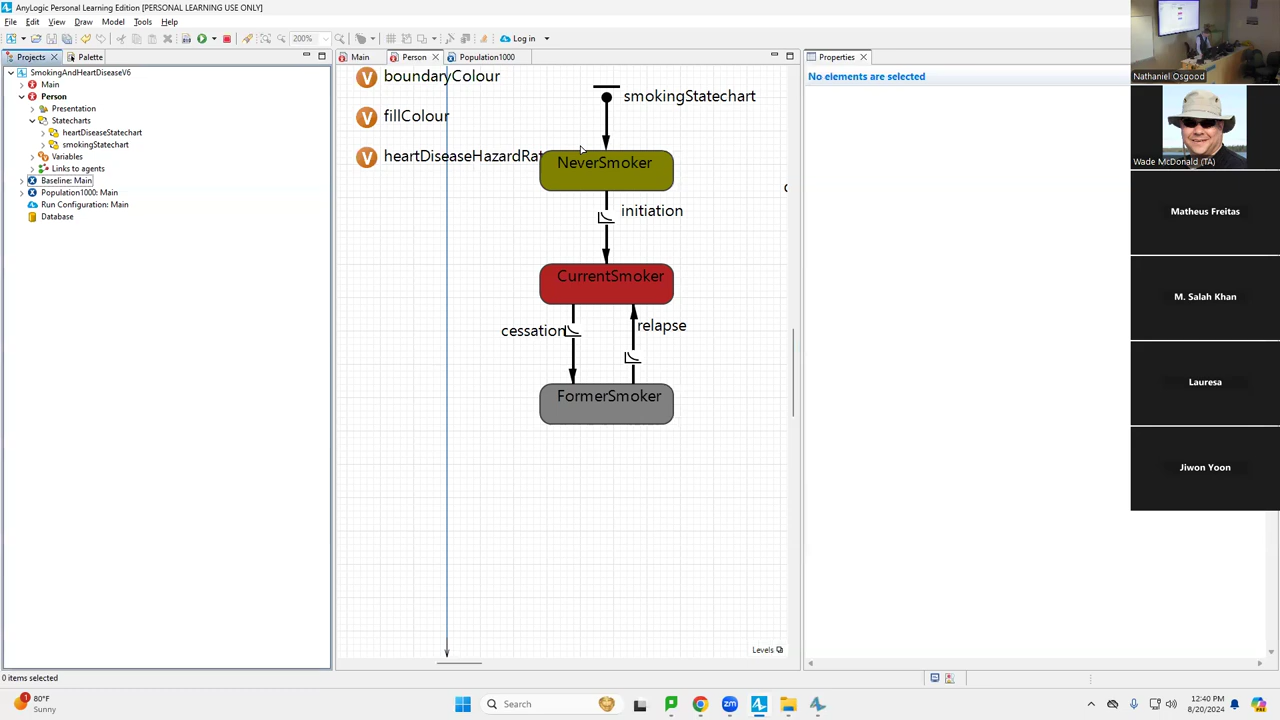 AnyLogic Personal Learning Edition [PERSONAL LEARNING USE ONLY]
File Edit View Draw Model Tools Help
200%
Log in
Projects
Palette
Main
Person
Population1000
Properties
SmokingAndHeartDiseaseV6
Main
Person
Presentation
Statecharts
heartDiseaseStatechart
smokingStatechart
Variables
Links to agents
Baseline: Main
Population1000: Main
Run Configuration: Main
Database
V boundaryColour
V fillColour
V heartDiseaseHazardRat
smokingStatechart
NeverSmoker
initiation
CurrentSmoker
cessation
relapse
FormerSmoker
Levels
No elements are selected
Nathaniel Osgood
Wade McDonald (TA)
Matheus Freitas
M. Salah Khan
Lauresa
Jiwon Yoon
0 items selected
1
80°F
Sunny
Search
12:40 PM
8/20/2024